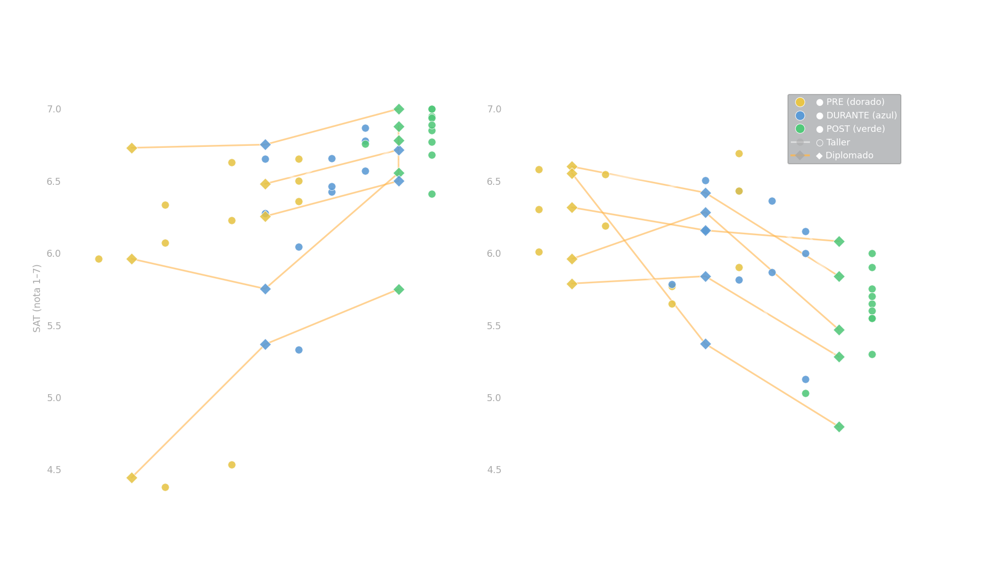 7.0
6.5
6.0
5.5
5.0
4.5
SAT (nota 1–7)
7.0
6.5
6.0
5.5
5.0
4.5
● PRE (dorado)
● DURANTE (azul)
● POST (verde)
○ Taller
◆ Diplomado